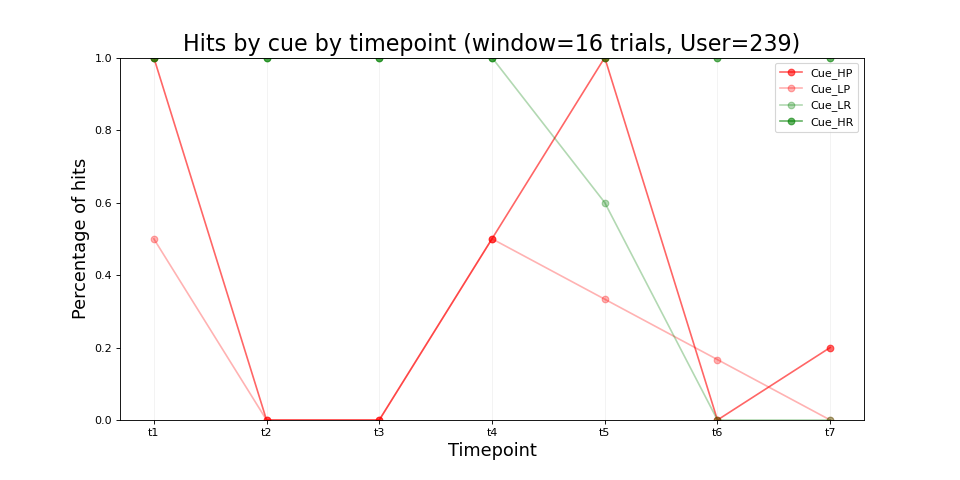 Hits by cue by timepoint (window=16 trials, User=239)
Percentage of hits
1.0
0.8
0.6
0.4
0.2
0.0
Cue_HP
Cue_LP
Cue_LR
Cue_HR
t1 t2 t3 t4 t5 t6 t7
Timepoint